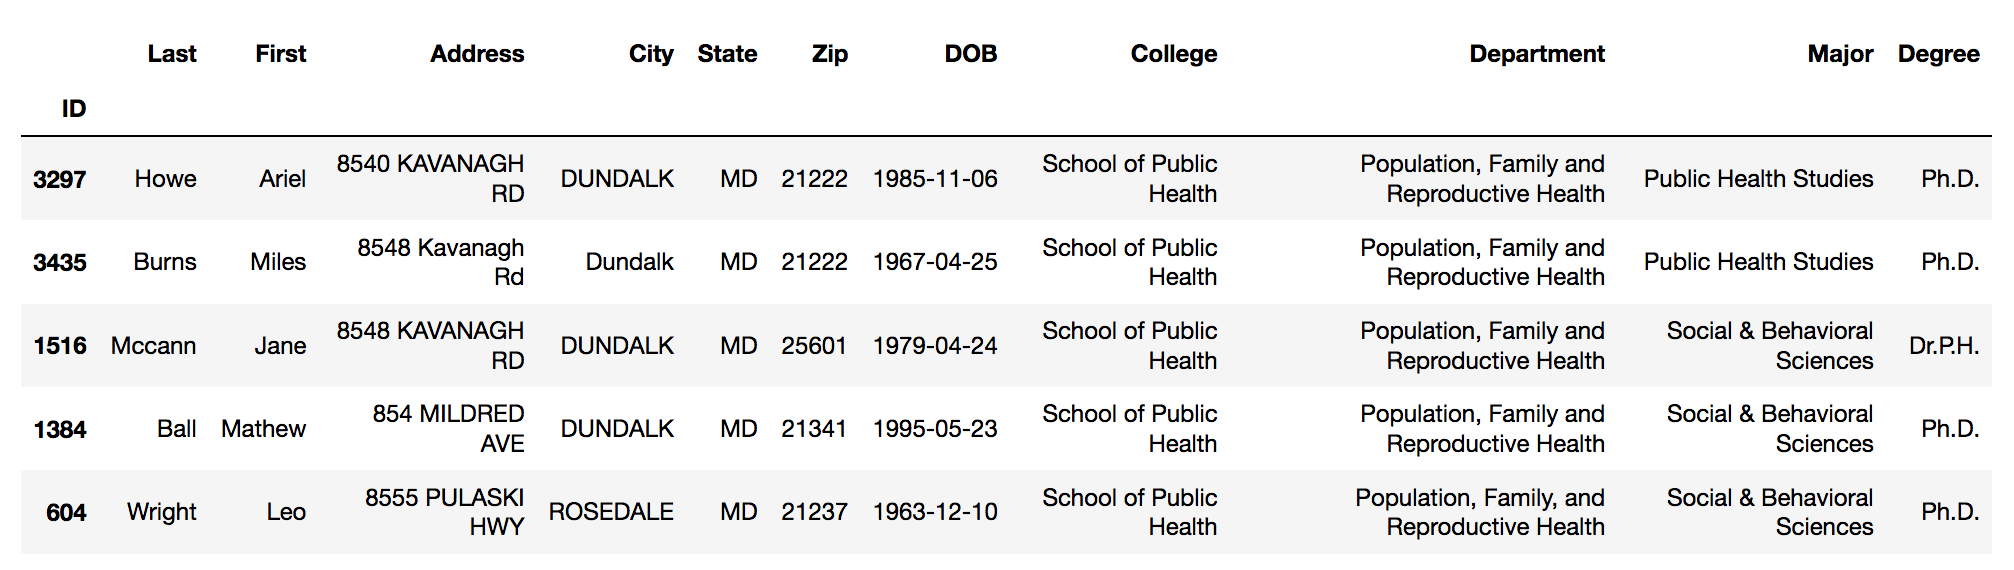 Last First Address City State Zip DOB College Department Major Degree
ID
8540 KAVANAGH School of Public Population, Family and
3297 Howe Ariel RD DUNDALK MD 21222 1985-11-06 Health Reproductive Health Public Health Studies Ph.D.
8548 Kavanagh School of Public Population, Family and
3435 Burns Miles Rd Dundalk MD 21222 1967-04-25 Health Reproductive Health Public Health Studies Ph.D.
8548 KAVANAGH School of Public Population, Family and Social & Behavioral
1516 Mccann Jane RD DUNDALK MD 25601 1979-04-24 Health Reproductive Health Sciences Dr.P.H.
854 MILDRED School of Public Population, Family and Social & Behavioral
1384 Ball Mathew AVE DUNDALK MD 21341 1995-05-23 Health Reproductive Health Sciences Ph.D.
8555 PULASKI School of Public Population, Family, and Social & Behavioral
604 Wright Leo HWY ROSEDALE MD 21237 1963-12-10 Health Reproductive Health Sciences Ph.D.